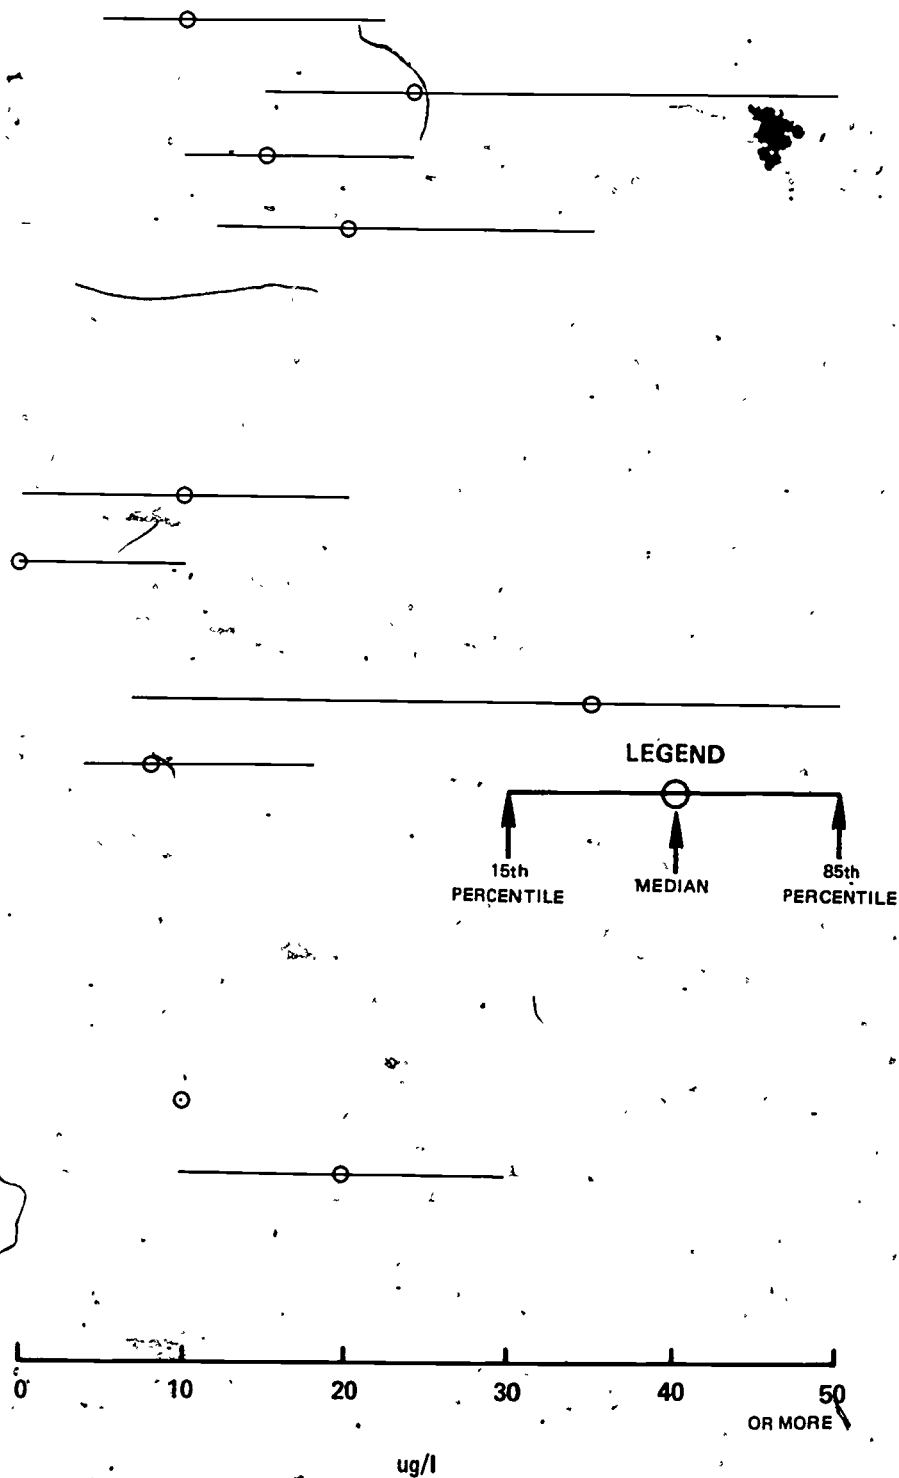 LEGEND
15th
PERCENTILE
MEDIAN
85th
PERCENTILE
0 10 20 30 40 50
OR MORE
ug/l